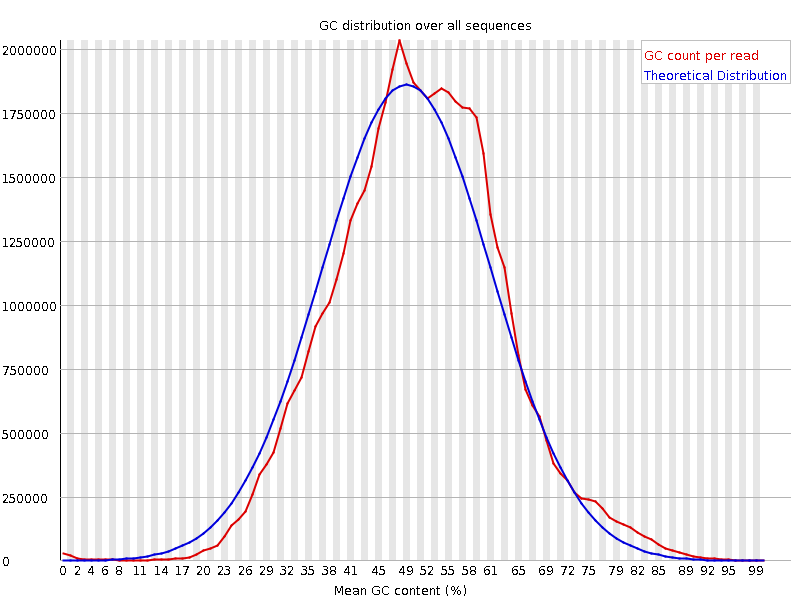 GC distribution over all sequences
GC count per read
Theoretical Distribution
2000000
1750000
1500000
1250000
1000000
750000
500000
250000
0
0 2 4 6 8 11 14 17 20 23 26 29 32 35 38 41 45 49 52 55 58 61 65 69 72 75 79 82 85 89 92 95 99
Mean GC content (%)